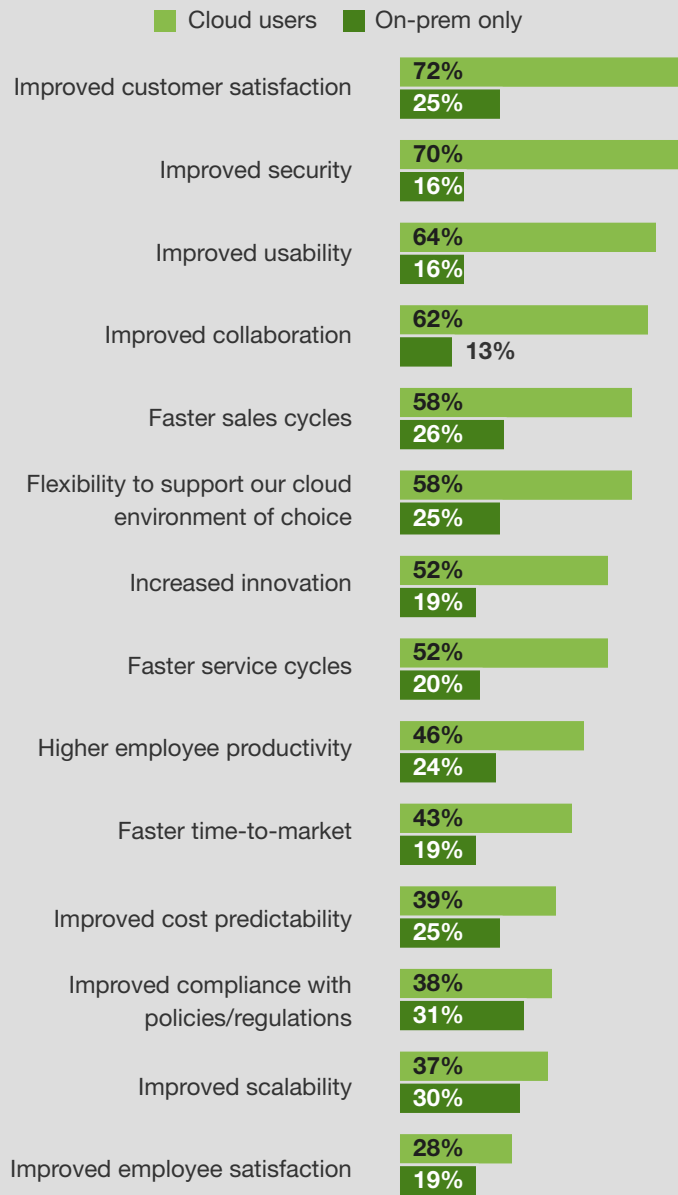 Cloud users On-prem only
Improved customer satisfaction
72%
25%
Improved security
70%
16%
Improved usability
64%
16%
Improved collaboration
62%
13%
Faster sales cycles
58%
26%
Flexibility to support our cloud
environment of choice
58%
25%
Increased innovation
52%
19%
Faster service cycles
52%
20%
Higher employee productivity
46%
24%
Faster time-to-market
43%
19%
Improved cost predictability
39%
25%
Improved compliance with
policies/regulations
38%
31%
Improved scalability
37%
30%
Improved employee satisfaction
28%
19%